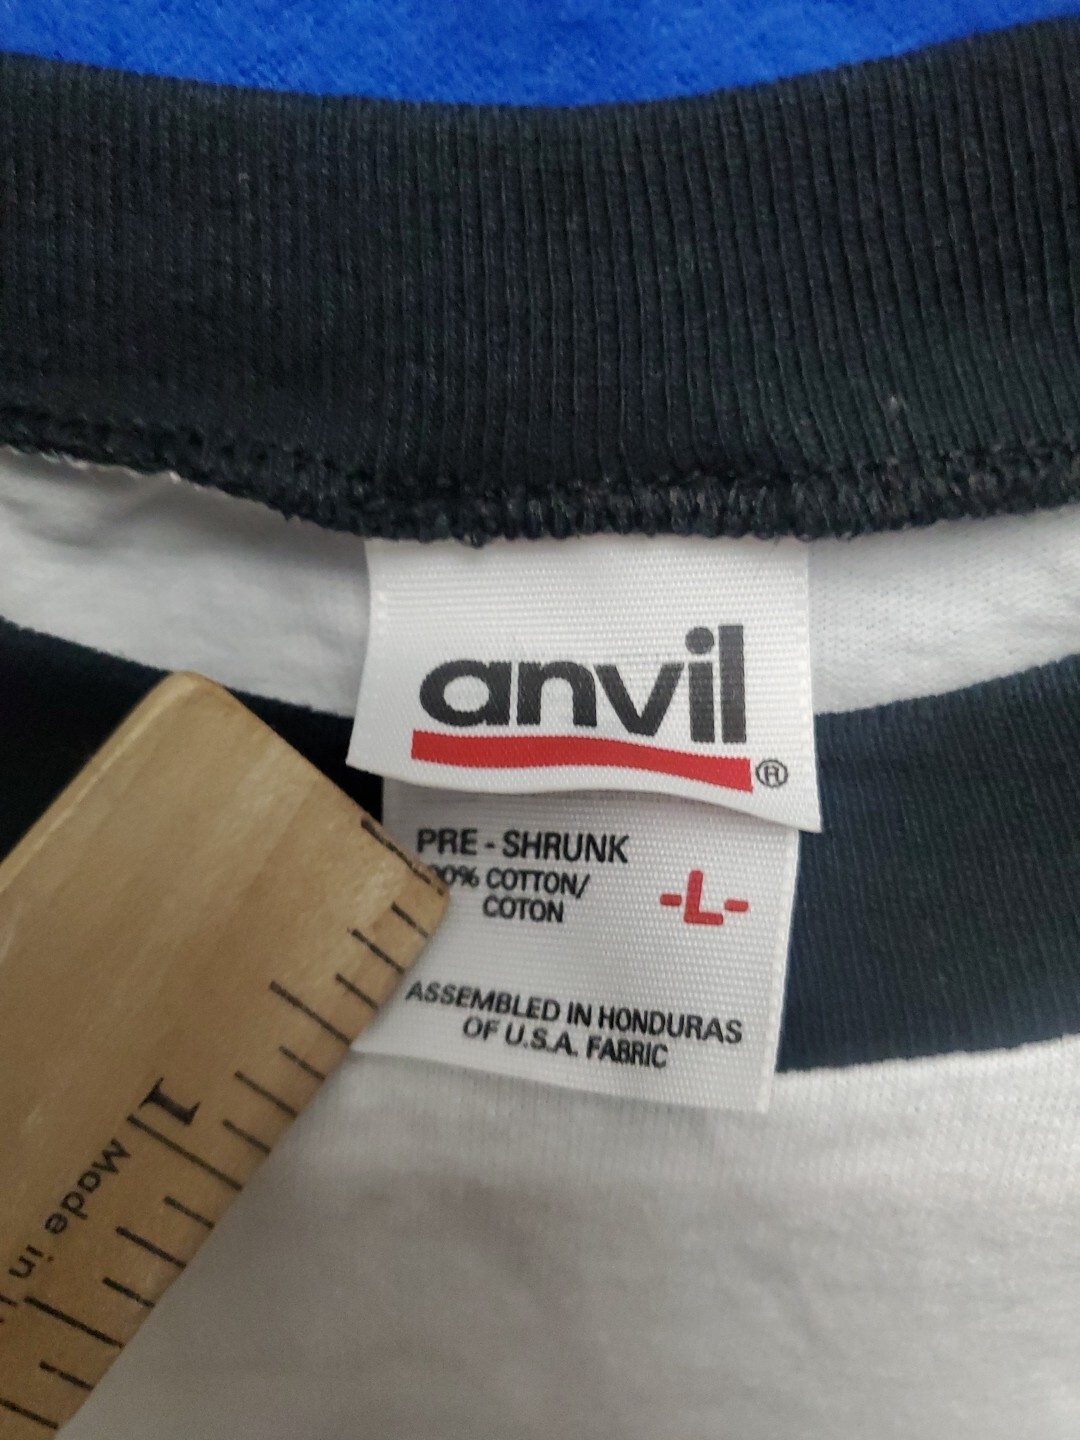 anvil
®
PRE - SHRUNK
00% COTTON/
COTON
-L-
ASSEMBLED IN HONDURAS
OF U.S.A. FABRIC
1
Made in